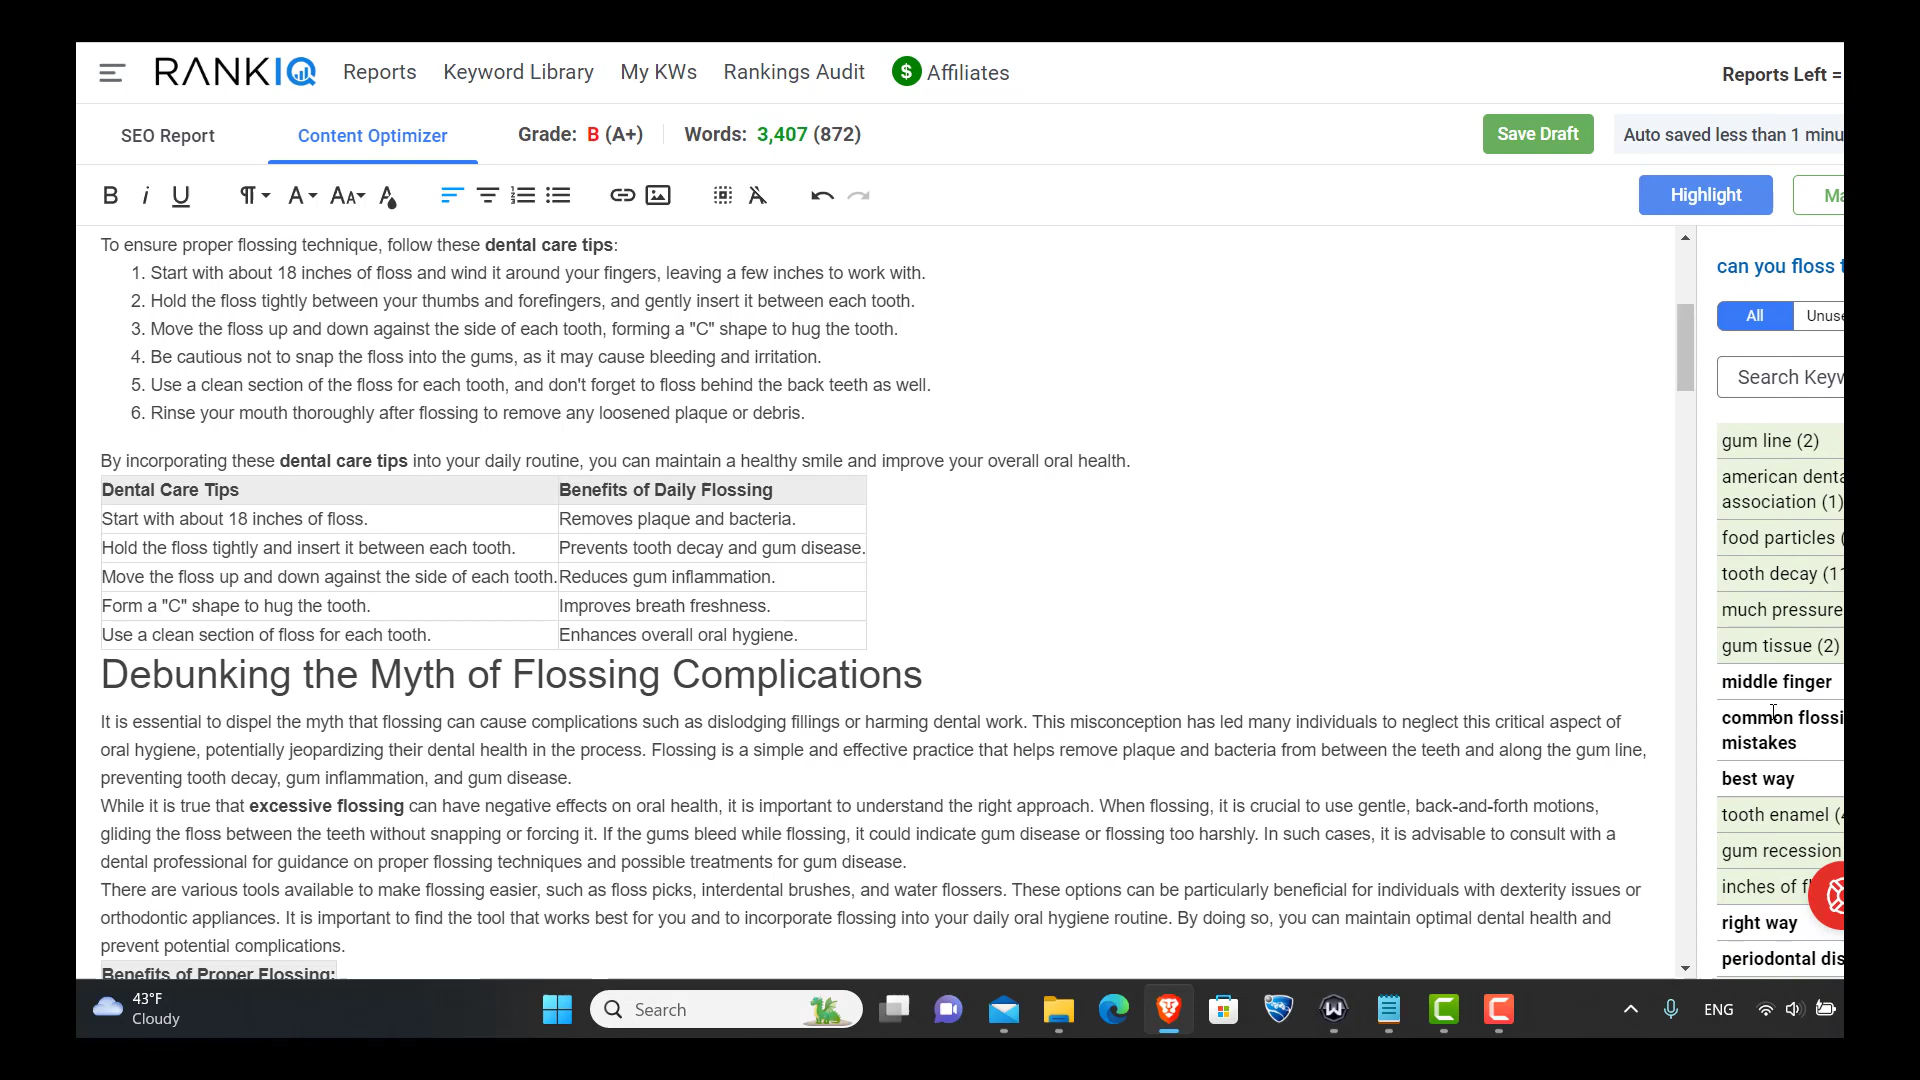 RANKIQ Reports Keyword Library My KWs Rankings Audit $ Affiliates Reports Left =
SEO Report Content Optimizer Grade: B (A+) Words: 3,407 (872) Save Draft Auto saved less than 1 minu
Highlight Ma
To ensure proper flossing technique, follow these dental care tips:
1. Start with about 18 inches of floss and wind it around your fingers, leaving a few inches to work with.
2. Hold the floss tightly between your thumbs and forefingers, and gently insert it between each tooth.
3. Move the floss up and down against the side of each tooth, forming a "C" shape to hug the tooth.
4. Be cautious not to snap the floss into the gums, as it may cause bleeding and irritation.
5. Use a clean section of the floss for each tooth, and don't forget to floss behind the back teeth as well.
6. Rinse your mouth thoroughly after flossing to remove any loosened plaque or debris.
By incorporating these dental care tips into your daily routine, you can maintain a healthy smile and improve your overall oral health.
Dental Care Tips Benefits of Daily Flossing
Start with about 18 inches of floss. Removes plaque and bacteria.
Hold the floss tightly and insert it between each tooth. Prevents tooth decay and gum disease.
Move the floss up and down against the side of each tooth. Reduces gum inflammation.
Form a "C" shape to hug the tooth. Improves breath freshness.
Use a clean section of floss for each tooth. Enhances overall oral hygiene.
Debunking the Myth of Flossing Complications
It is essential to dispel the myth that flossing can cause complications such as dislodging fillings or harming dental work. This misconception has led many individuals to neglect this critical aspect of
oral hygiene, potentially jeopardizing their dental health in the process. Flossing is a simple and effective practice that helps remove plaque and bacteria from between the teeth and along the gum line,
preventing tooth decay, gum inflammation, and gum disease.
While it is true that excessive flossing can have negative effects on oral health, it is important to understand the right approach. When flossing, it is crucial to use gentle, back-and-forth motions,
gliding the floss between the teeth without snapping or forcing it. If the gums bleed while flossing, it could indicate gum disease or flossing too harshly. In such cases, it is advisable to consult with a
dental professional for guidance on proper flossing techniques and possible treatments for gum disease.
There are various tools available to make flossing easier, such as floss picks, interdental brushes, and water flossers. These options can be particularly beneficial for individuals with dexterity issues or
orthodontic appliances. It is important to find the tool that works best for you and to incorporate flossing into your daily oral hygiene routine. By doing so, you can maintain optimal dental health and
prevent potential complications.
Benefits of Proper Flossing:
can you floss t
All Unuse
Search Keyw
gum line (2)
american denta
association (1)
food particles (
tooth decay (11
much pressure
gum tissue (2)
middle finger
common flossi
mistakes
best way
tooth enamel (4
gum recession
inches of f
right way
periodontal dis
43°F
Cloudy
Search
ENG